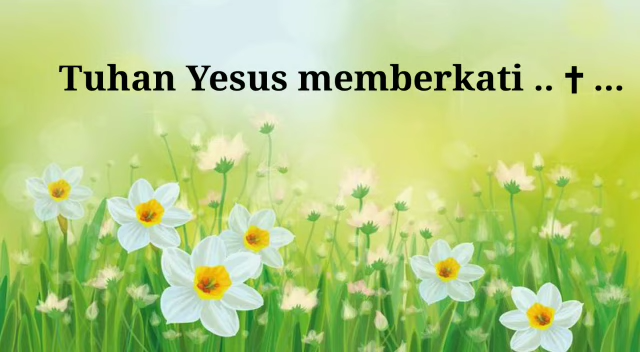 Tuhan Yesus memberkati .. ✝ ...